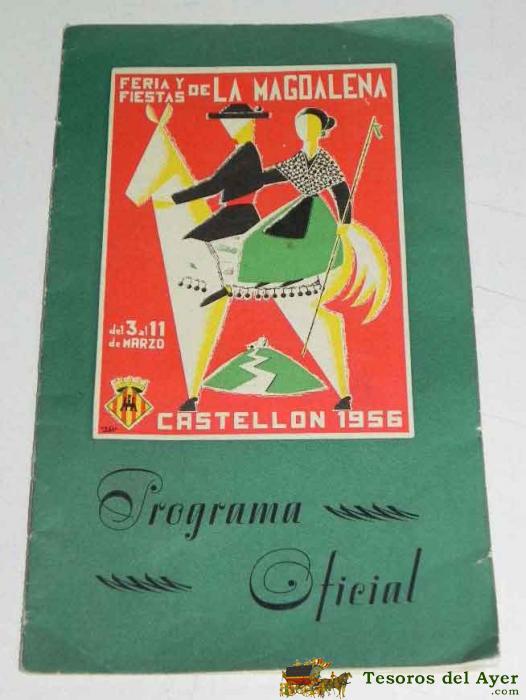 FERIA Y
FIESTAS DE LA MAGDALENA
del 3 al 11
de MARZO
CASTELLON 1956
Programa
Oficial
Tesoros del Ayer
.com